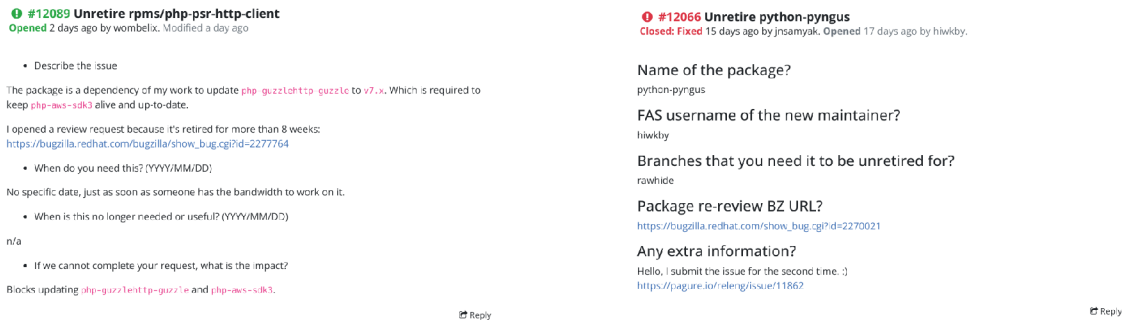 #12089 Unretire rpms/php-psr-http-client
Opened 2 days ago by wombelix. Modified a day ago
• Describe the issue
The package is a dependency of my work to update php-guzzlehttp-guzzle to v7.x. Which is required to
keep php-aws-sdk3 alive and up-to-date.
I opened a review request because it's retired for more than 8 weeks:
https://bugzilla.redhat.com/bugzilla/show_bug.cgi?id=2277764
• When do you need this? (YYYY/MM/DD)
No specific date, just as soon as someone has the bandwidth to work on it.
• When is this no longer needed or useful? (YYYY/MM/DD)
n/a
• If we cannot complete your request, what is the impact?
Blocks updating php-guzzlehttp-guzzle and php-aws-sdk3.
Reply
#12066 Unretire python-pyngus
Closed: Fixed 15 days ago by jnsamyak. Opened 17 days ago by hiwkby.
Name of the package?
python-pyngus
FAS username of the new maintainer?
hiwkby
Branches that you need it to be unretired for?
rawhide
Package re-review BZ URL?
https://bugzilla.redhat.com/show_bug.cgi?id=2270021
Any extra information?
Hello, I submit the issue for the second time. :)
https://pagure.io/releng/issue/11862
Reply